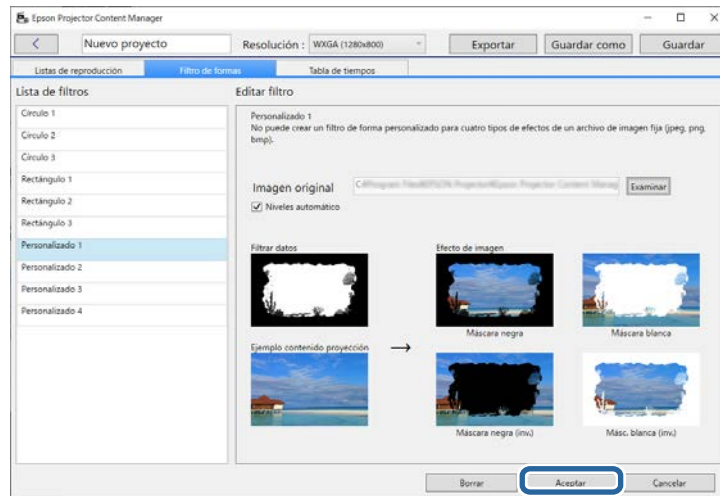 Epson Projector Content Manager
Nuevo proyecto
Resolución : WXGA (1280x800)
Exportar
Guardar como
Guardar
Listas de reproducción
Filtro de formas
Tabla de tiempos
Lista de filtros
Círculo 1
Círculo 2
Círculo 3
Rectángulo 1
Rectángulo 2
Rectángulo 3
Personalizado 1
Personalizado 2
Personalizado 3
Personalizado 4
Editar filtro
Personalizado 1
No puede crear un filtro de forma personalizado para cuatro tipos de efectos de un archivo de imagen fija (jpeg, png,
bmp).
Imagen original
Examinar
Niveles automático
Filtrar datos
Efecto de imagen
Máscara negra
Máscara blanca
Ejemplo contenido proyección
→
Máscara negra (inv.)
Másc. blanca (inv.)
Borrar
Aceptar
Cancelar